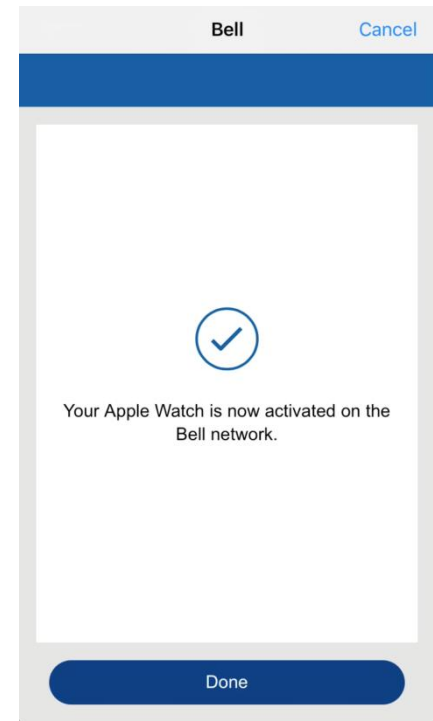 Bell
Cancel
Your Apple Watch is now activated on the
Bell network.
Done